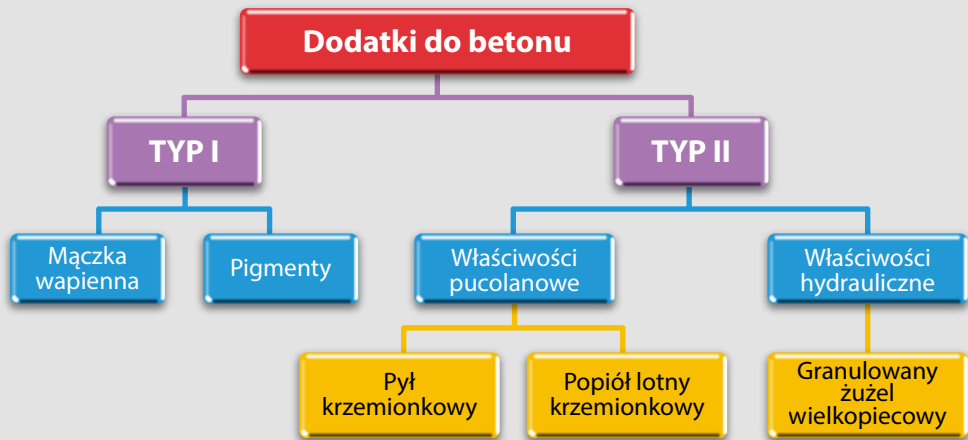 Dodatki do betonu
TYP I
TYP II
Mączka
wapienna
Pigmenty
Właściwości
pucolanowe
Właściwości
hydrauliczne
Pył
krzemionkowy
Popiół lotny
krzemionkowy
Granulowany
żużel
wielkopiecowy